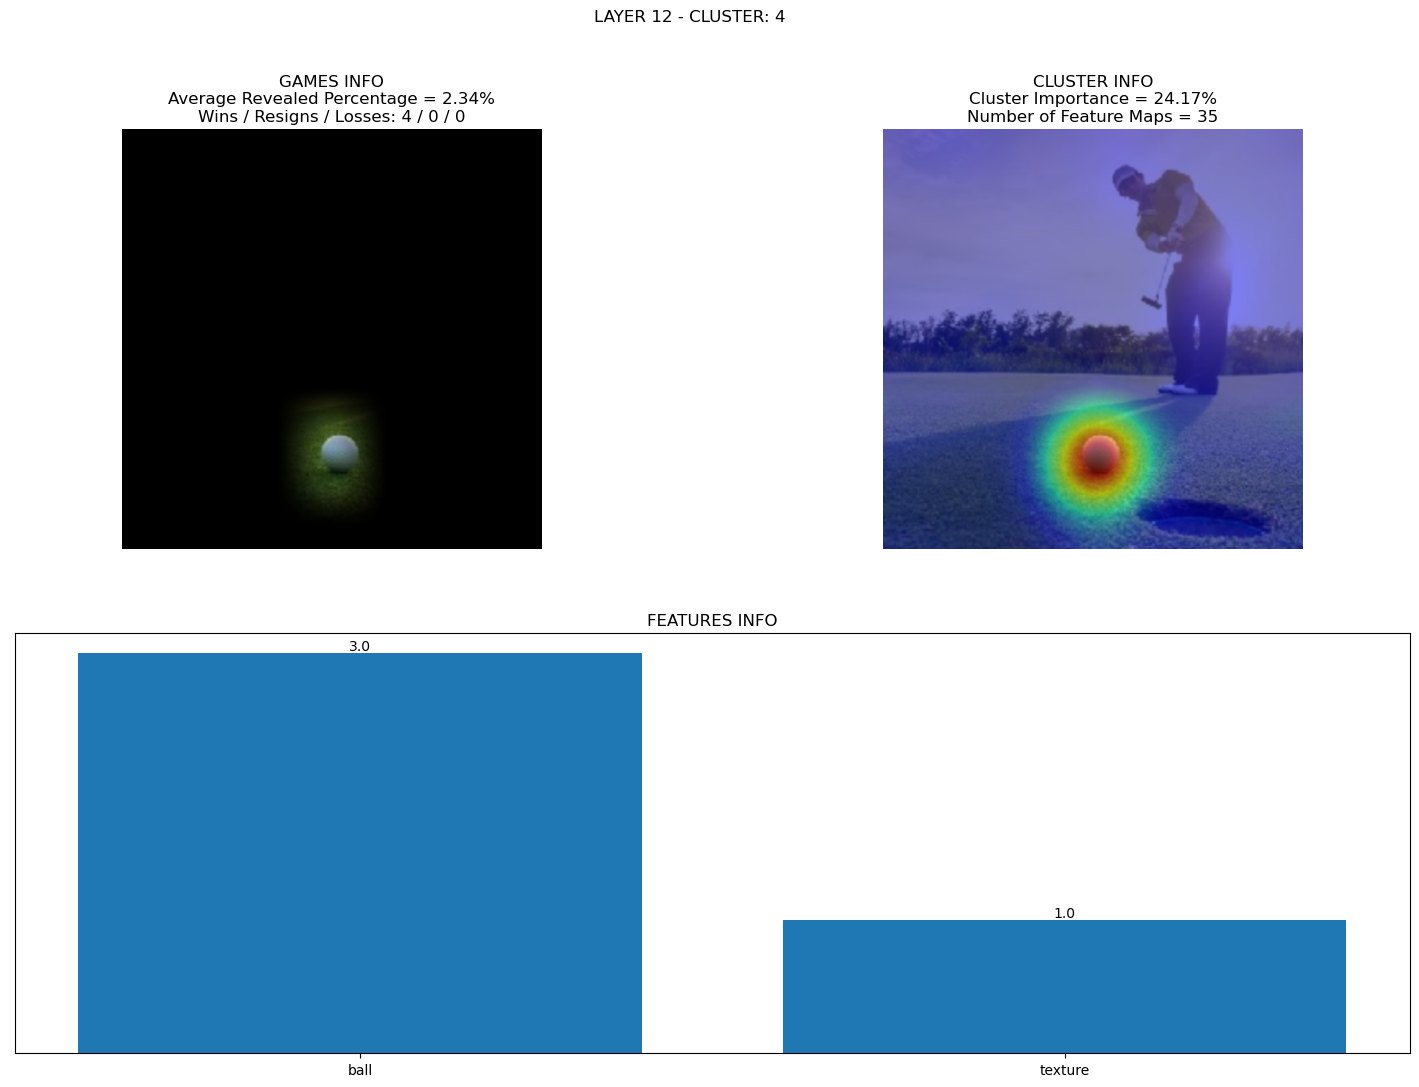 LAYER 12 - CLUSTER: 4
GAMES INFO
Average Revealed Percentage = 2.34%
Wins / Resigns / Losses: 4 / 0 / 0
CLUSTER INFO
Cluster Importance = 24.17%
Number of Feature Maps = 35
FEATURES INFO
3.0
1.0
ball
texture